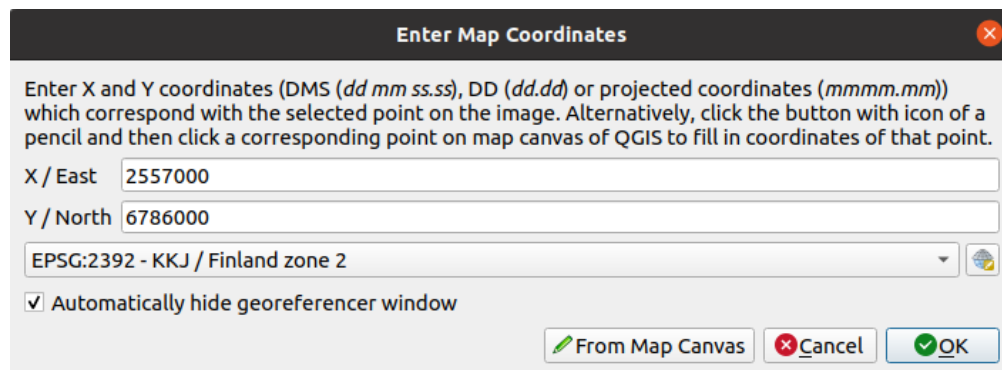 Enter Map Coordinates
Enter X and Y coordinates (DMS (dd mm ss.ss), DD (dd.dd) or projected coordinates (mmmm.mm))
which correspond with the selected point on the image. Alternatively, click the button with icon of a
pencil and then click a corresponding point on map canvas of QGIS to fill in coordinates of that point.
X / East 2557000
Y / North 6786000
EPSG:2392 - KKJ / Finland zone 2
Automatically hide georeferencer window
From Map Canvas Cancel OK